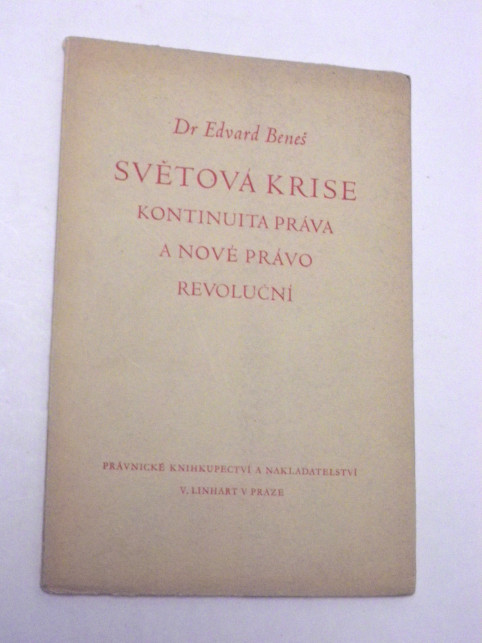 Dr Edvard Beneš
SVĚTOVÁ KRISE
KONTINUITA PRÁVA
A NOVÉ PRÁVO
REVOLUČNÍ
PRÁVNICKÉ KNIHKUPECTVÍ A NAKLADATELSTVÍ
V. LINHART V PRAZE